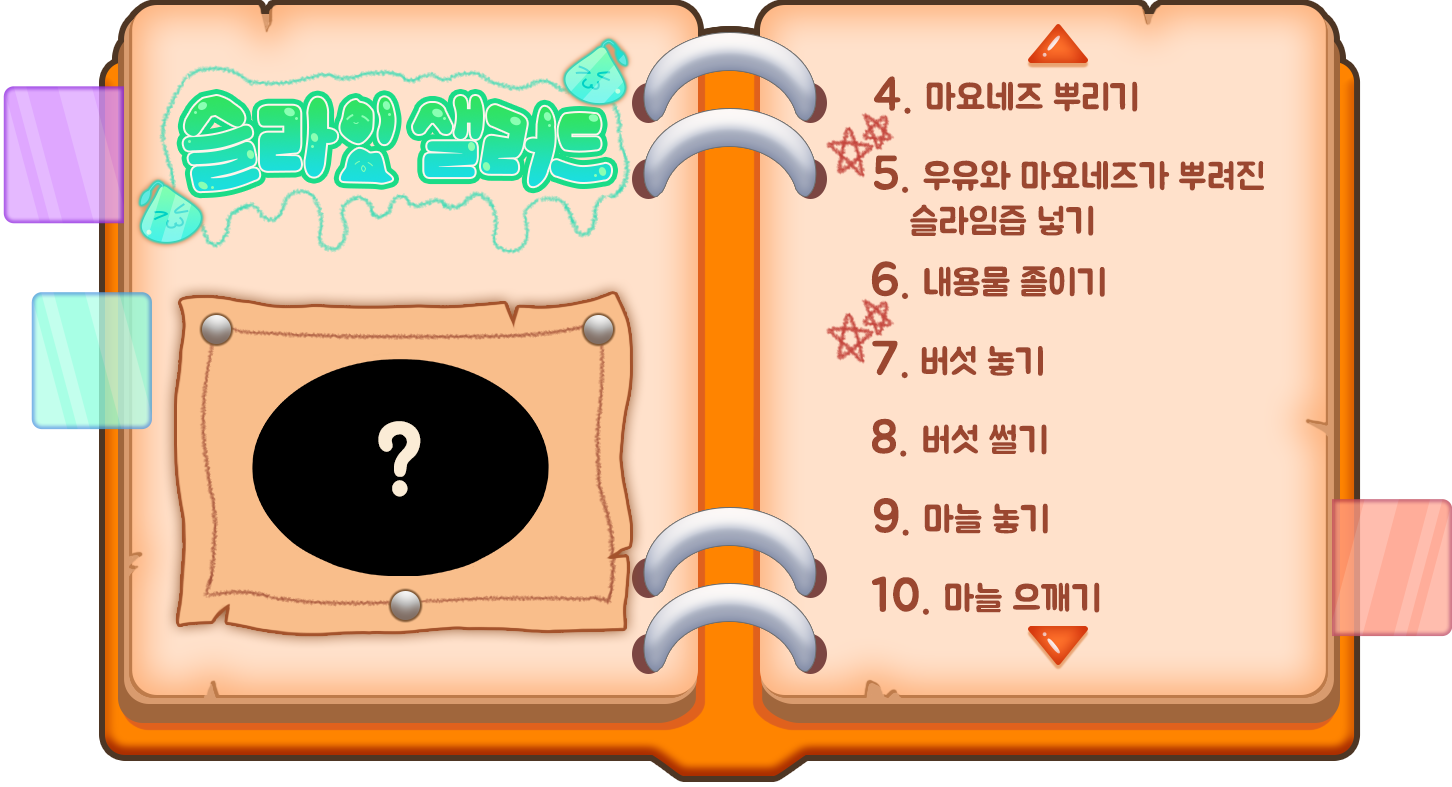 슬라임 샐러드
?
4. 마요네즈 뿌리기
5. 우유와 마요네즈가 뿌려진
슬라임즙 넣기
6. 내용물 졸이기
7. 버섯 놓기
8. 버섯 썰기
9. 마늘 놓기
10. 마늘 으깨기